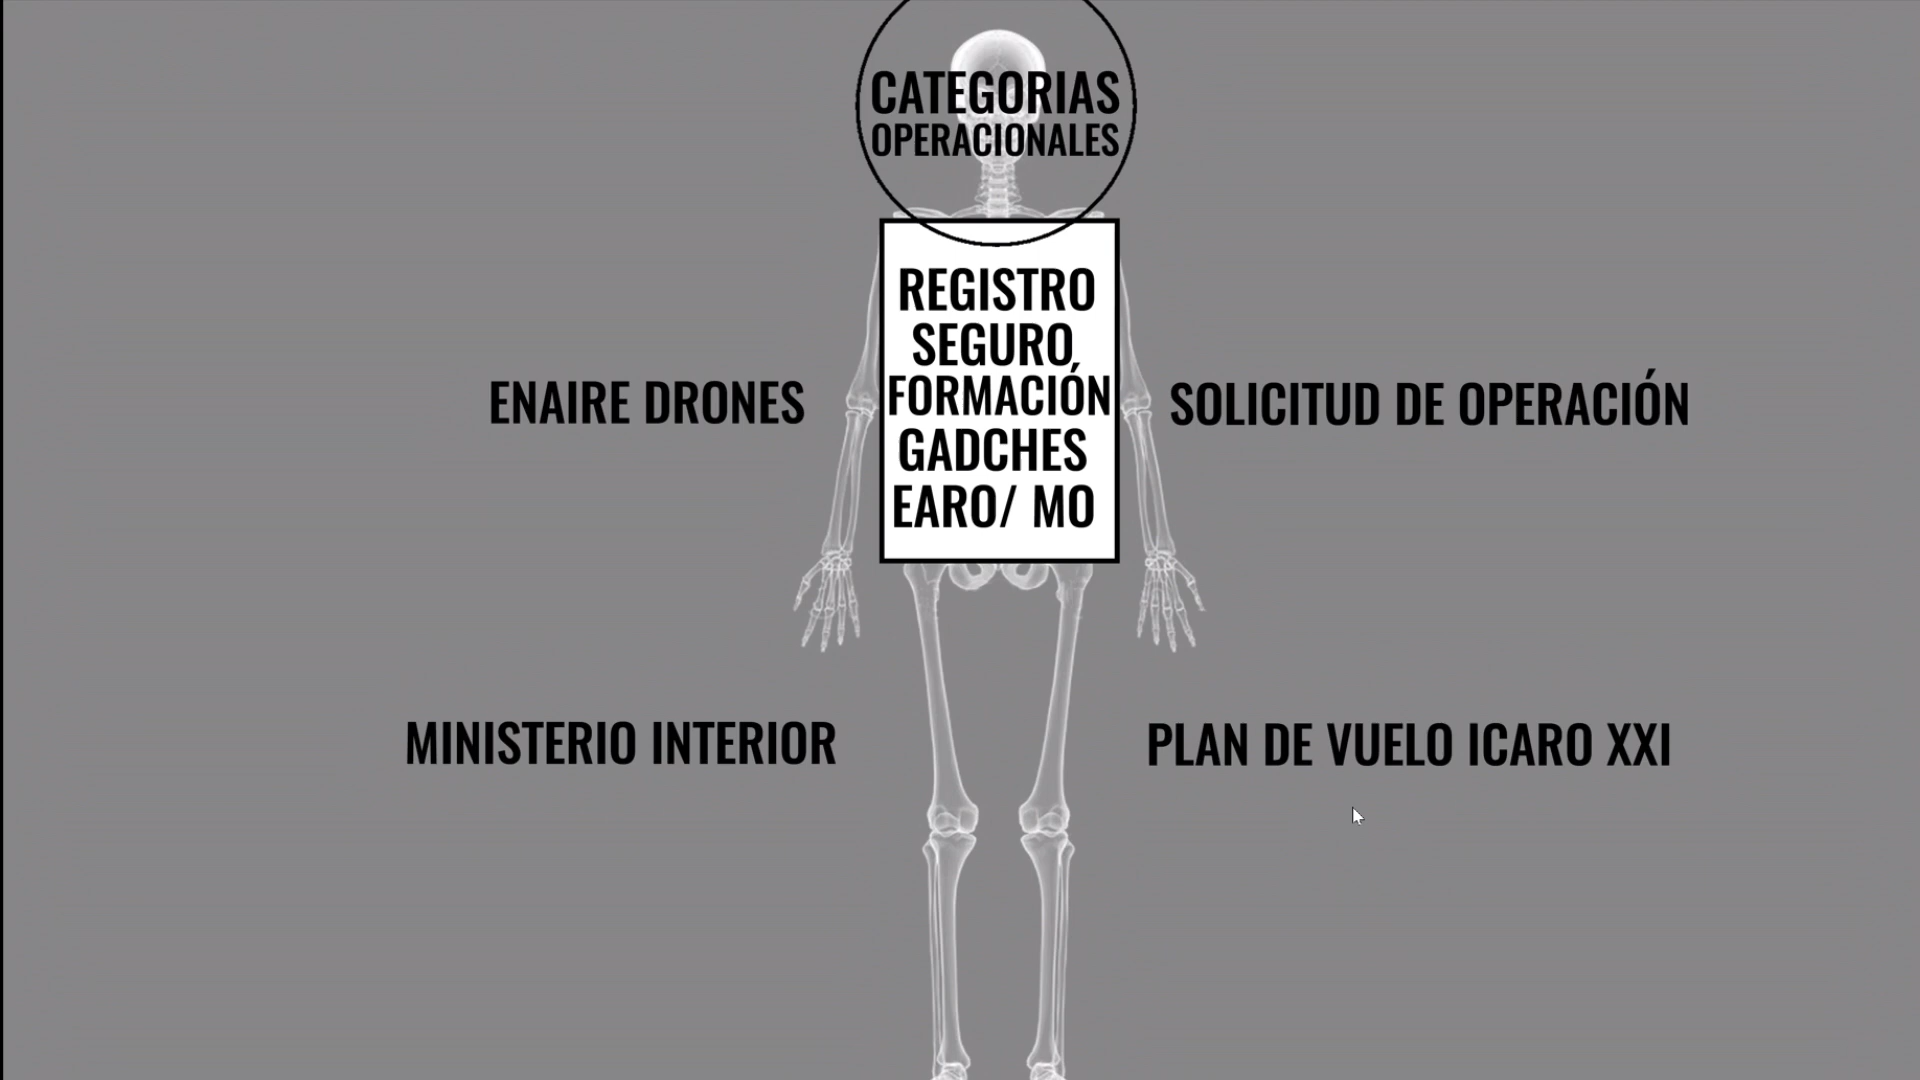 CATEGORIAS
OPERACIONALES
REGISTRO
SEGURO
FORMACIÓN
GADCHES
EARO/ MO
ENAIRE DRONES
SOLICITUD DE OPERACIÓN
MINISTERIO INTERIOR
PLAN DE VUELO ICARO XXI